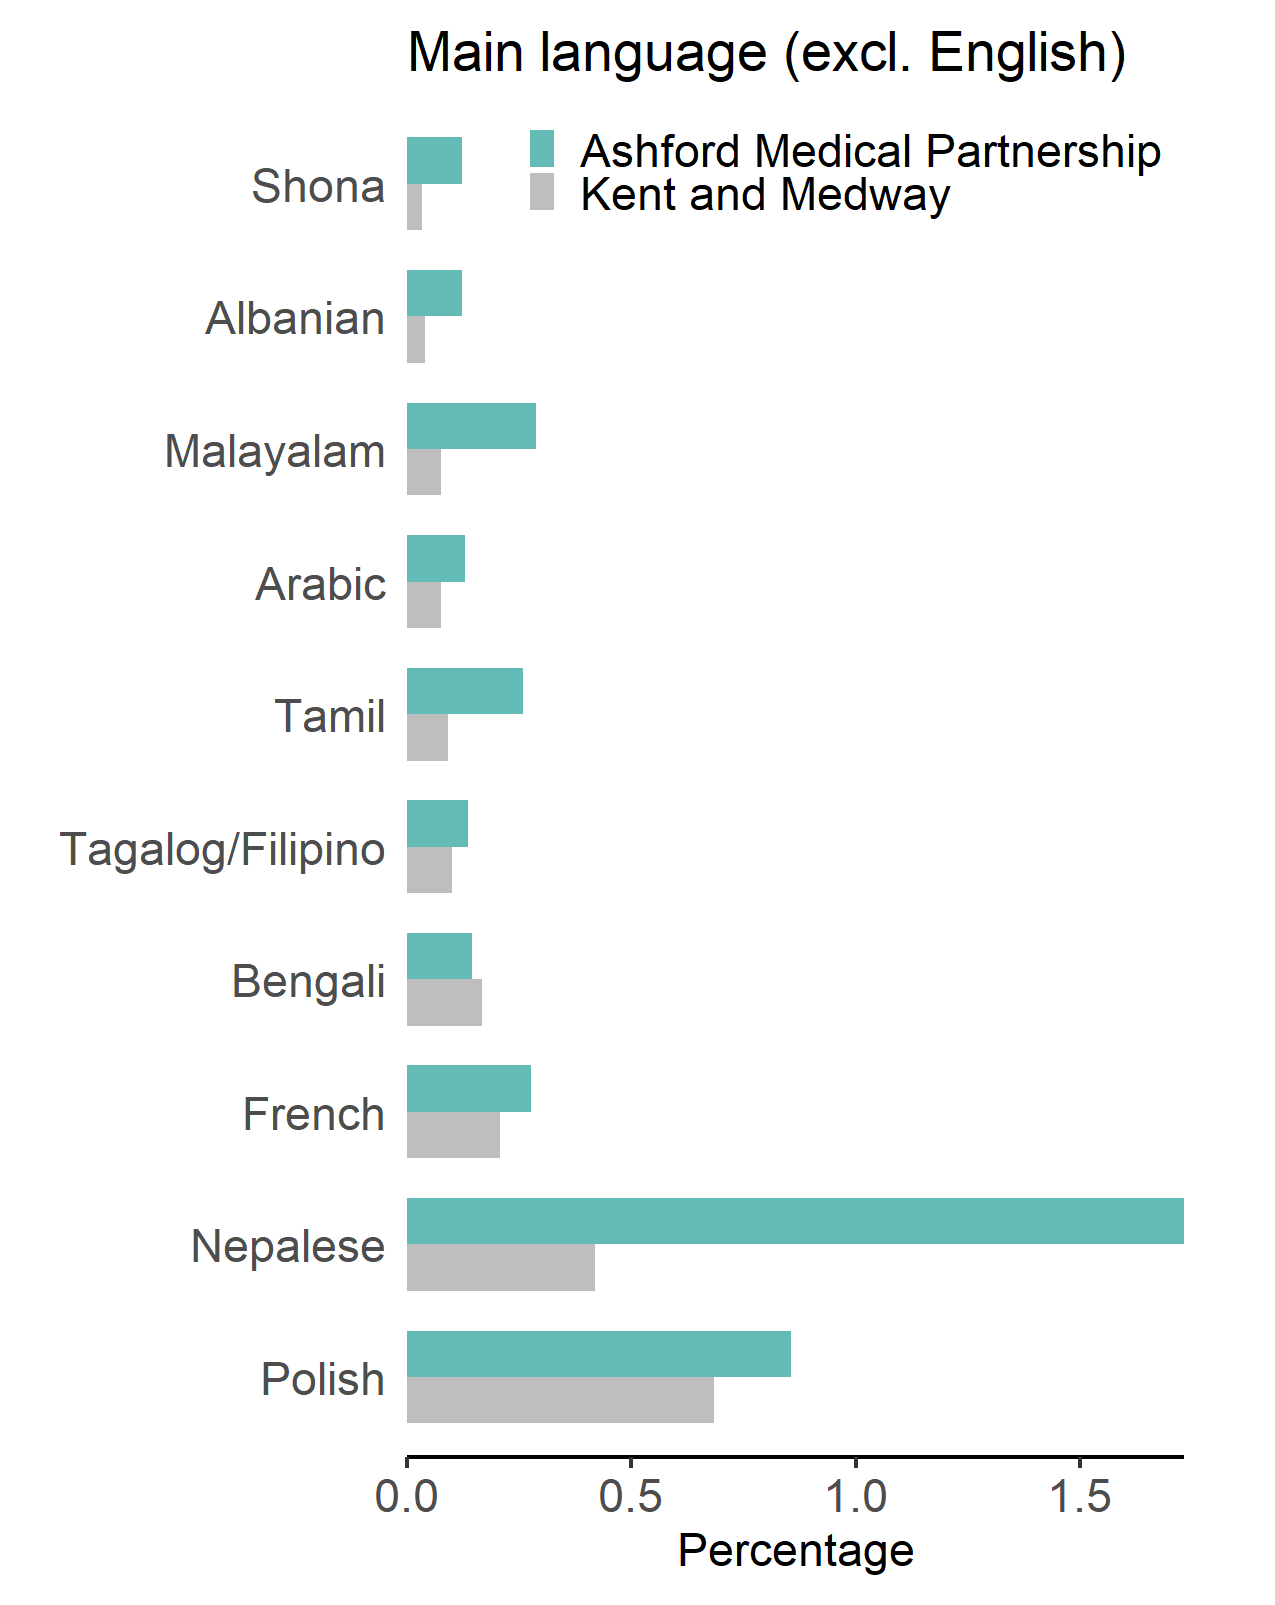 Main language (excl. English)
Ashford Medical Partnership
Kent and Medway
Shona
Albanian
Malayalam
Arabic
Tamil
Tagalog/Filipino
Bengali
French
Nepalese
Polish
0.0 0.5 1.0 1.5
Percentage